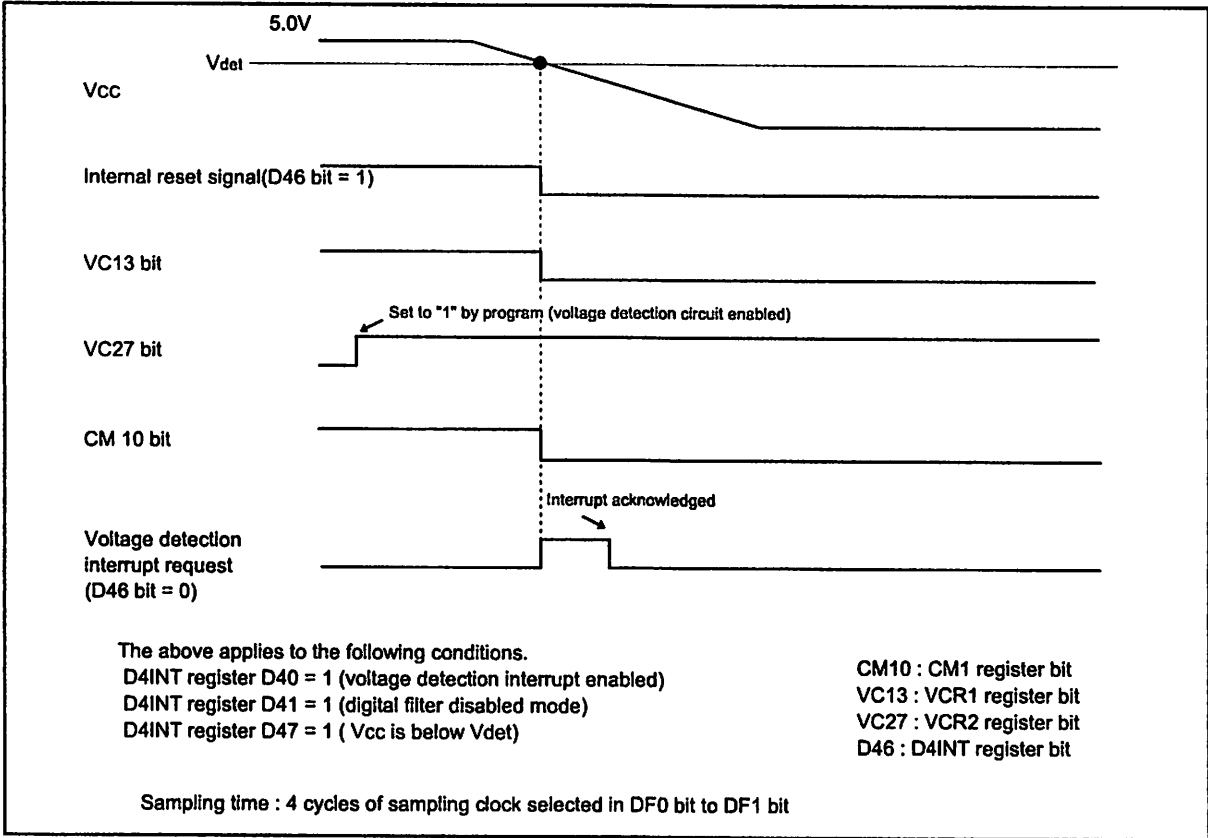 5.0V
Vdet
Vcc
Internal reset signal(D46 bit = 1)
VC13 bit
Set to "1" by program (voltage detection circuit enabled)
VC27 bit
CM 10 bit
Interrupt acknowledged
Voltage detection
interrupt request
(D46 bit = 0)
The above applies to the following conditions.
D4INT register D40 = 1 (voltage detection interrupt enabled)
D4INT register D41 = 1 (digital filter disabled mode)
D4INT register D47 = 1 ( Vcc is below Vdet)
CM10 : CM1 register bit
VC13 : VCR1 register bit
VC27 : VCR2 register bit
D46 : D4INT register bit
Sampling time : 4 cycles of sampling clock selected in DF0 bit to DF1 bit